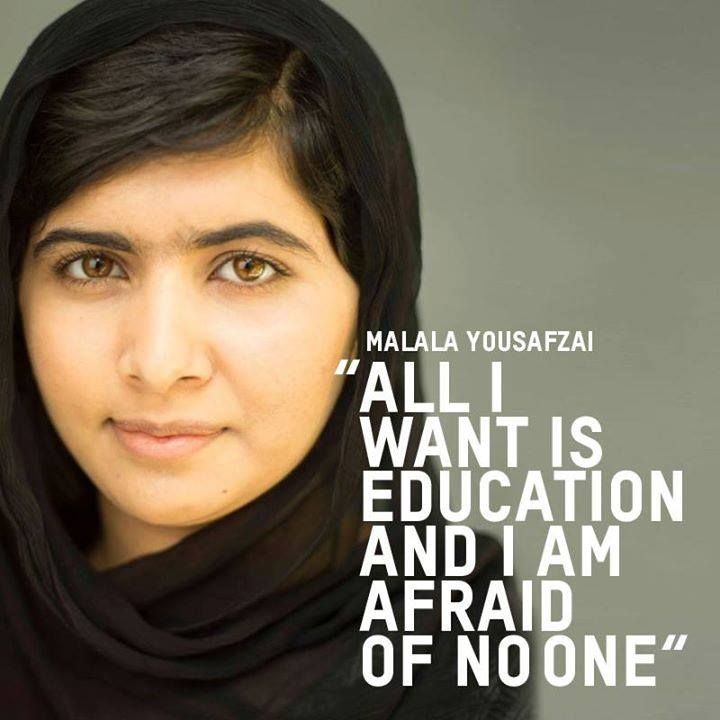 MALALA YOUSAFZAI
“ALL I
WANT IS
EDUCATION
AND I AM
AFRAID
OF NO ONE“